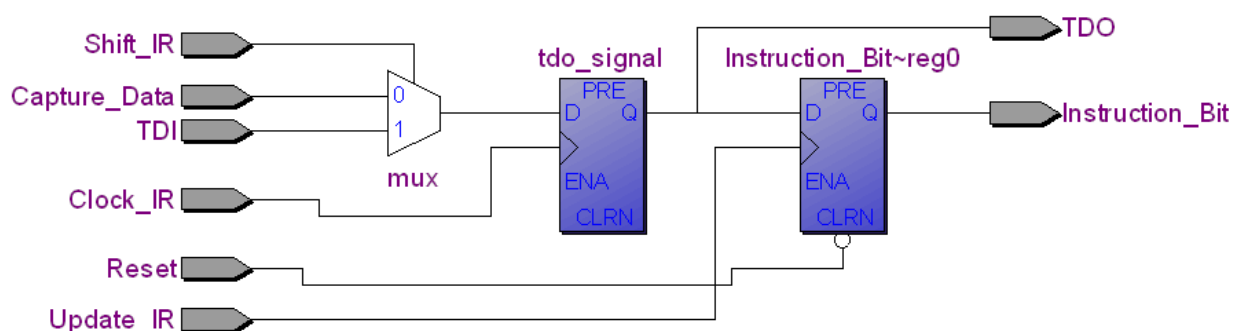 Shift_IR
Capture_Data
TDI
Clock_IR
Reset
Update_IR
0
1
mux
tdo_signal
PRE
D
Q
ENA
CLRN
Instruction_Bit~reg0
PRE
D
Q
ENA
CLRN
TDO
Instruction_Bit